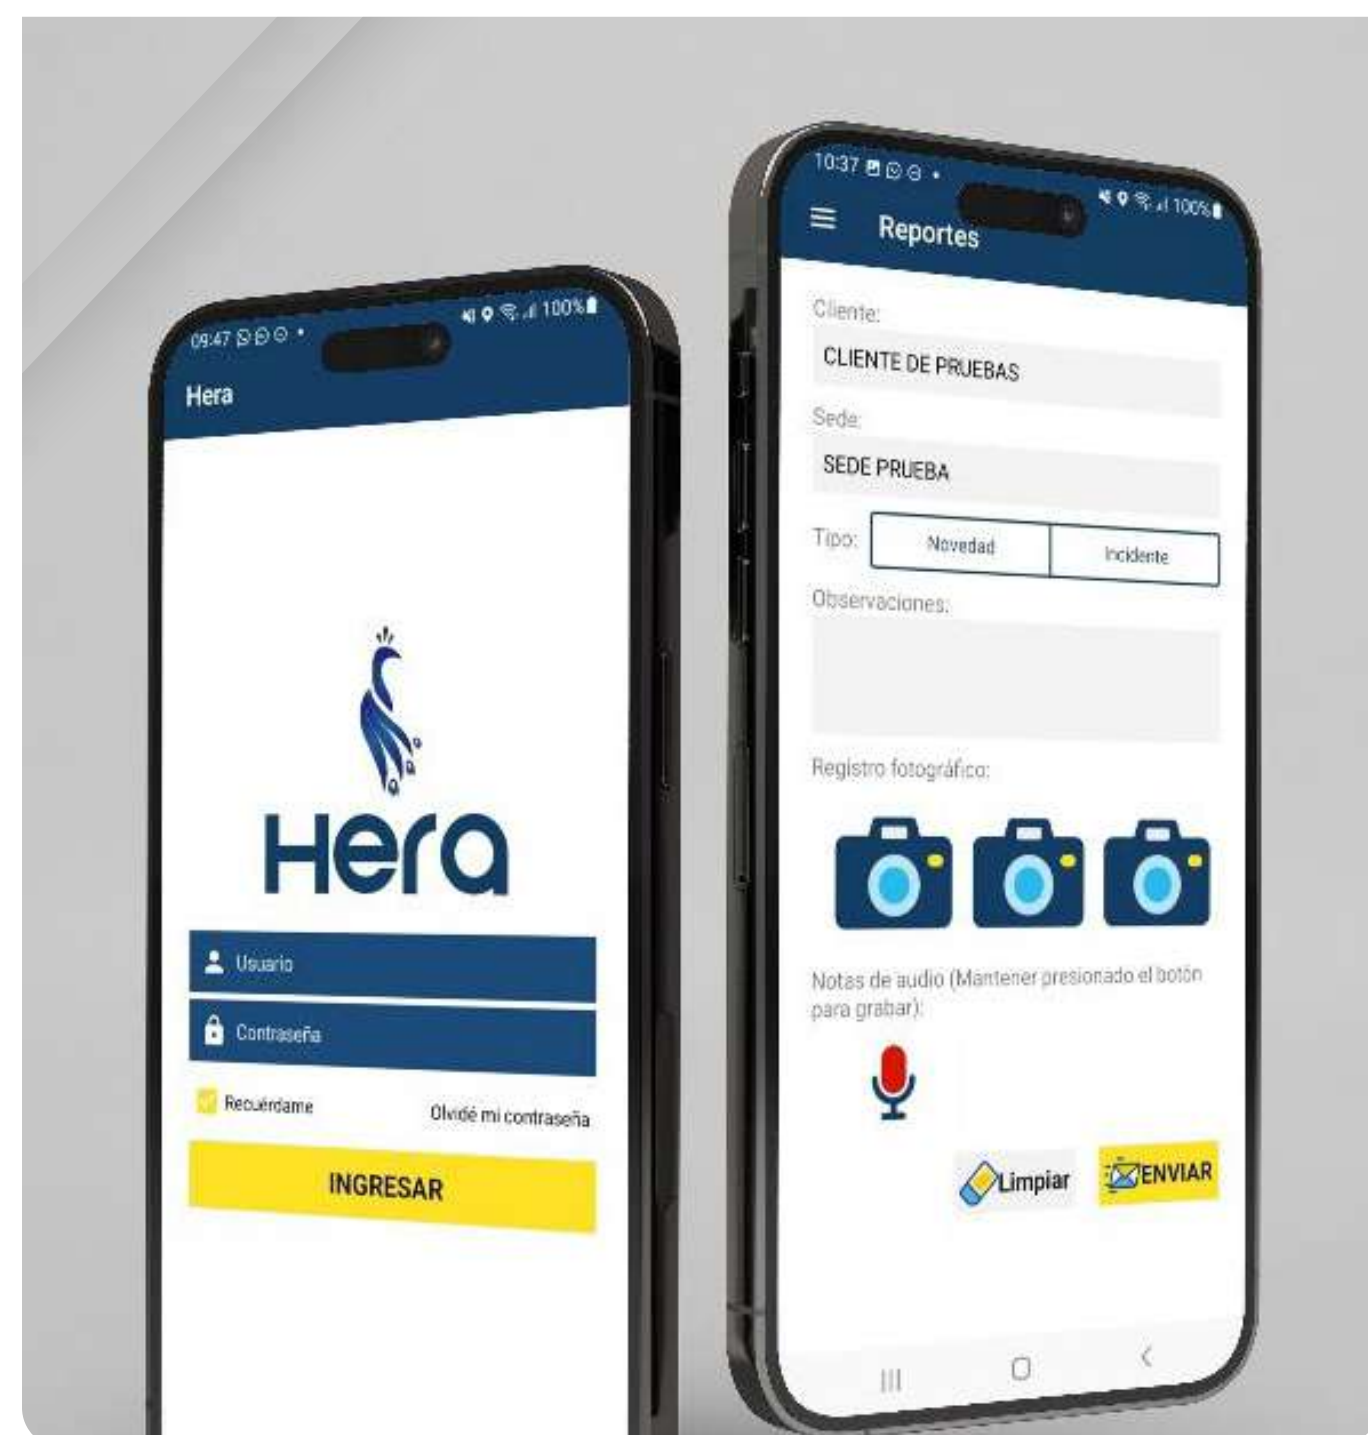 09:47
100%
Hera
Hera
Usuario
Contraseña
Recuérdame
Olvidé mi contraseña
INGRESAR
10:37
100%
Reportes
Cliente:
CLIENTE DE PRUEBAS
Sede:
SEDE PRUEBA
Tipo:
Novedad
Incidente
Observaciones:
Registro fotográfico:
Notas de audio (Mantener presionado el botón
para grabar):
Limpiar
ENVIAR